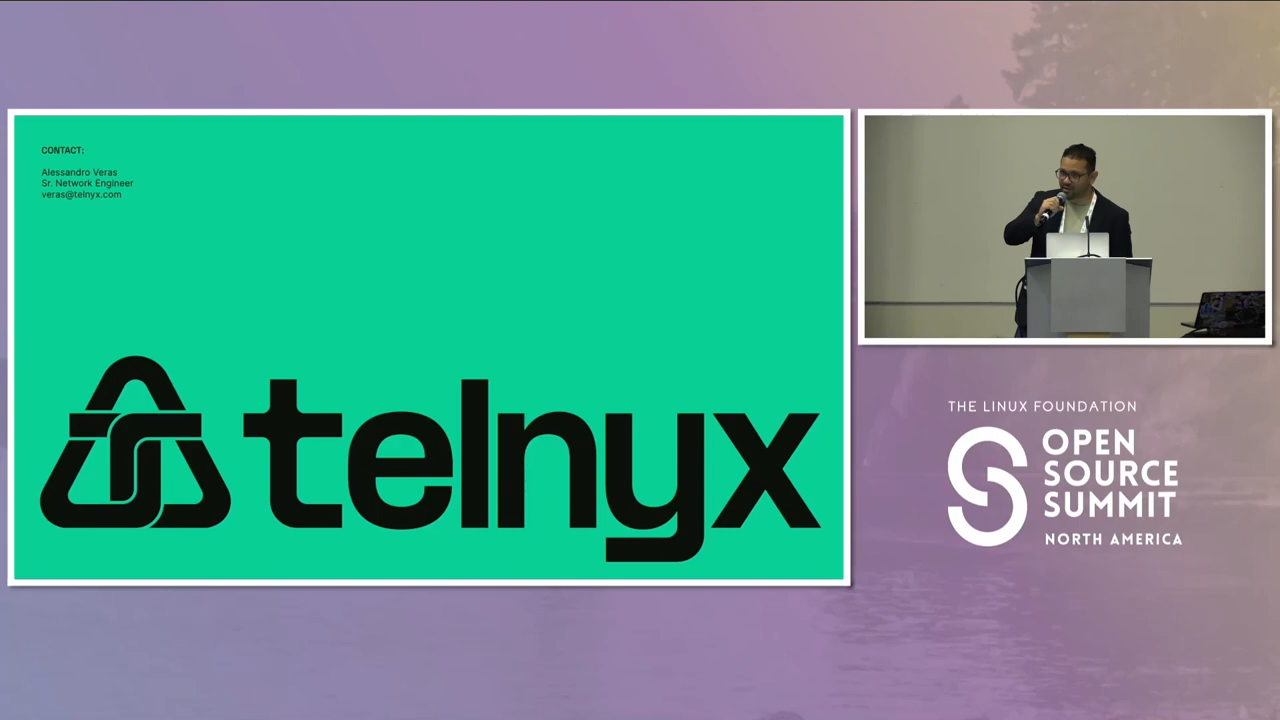 CONTACT:
Alessandro Veras
Sr. Network Engineer
veras@telnyx.com
telnyx
THE LINUX FOUNDATION
OPEN
SOURCE
SUMMIT
NORTH AMERICA